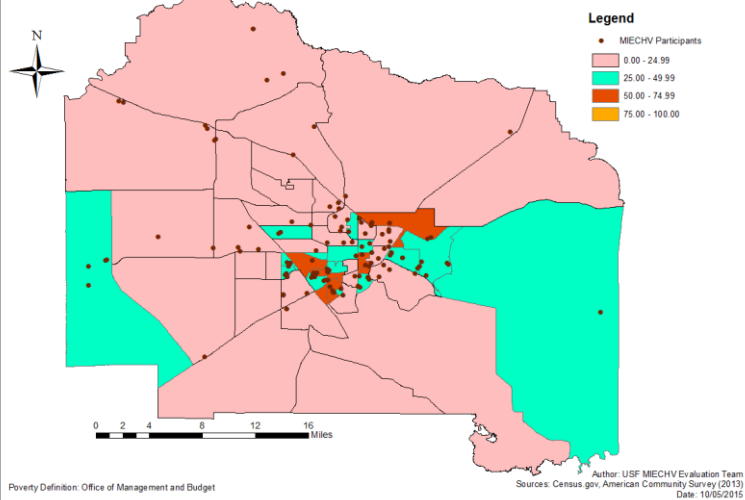 Legend
N
MIECHV Participants
0.00 - 24.99
25.00 - 49.99
50.00 - 74.99
75.00 - 100.00
0 2 4 8 12 16
Miles
Author: USF MIECHV Evaluation Team
Poverty Definition: Office of Management and Budget
Sources: Census.gov, American Community Survey (2013)
Date: 10/05/2015